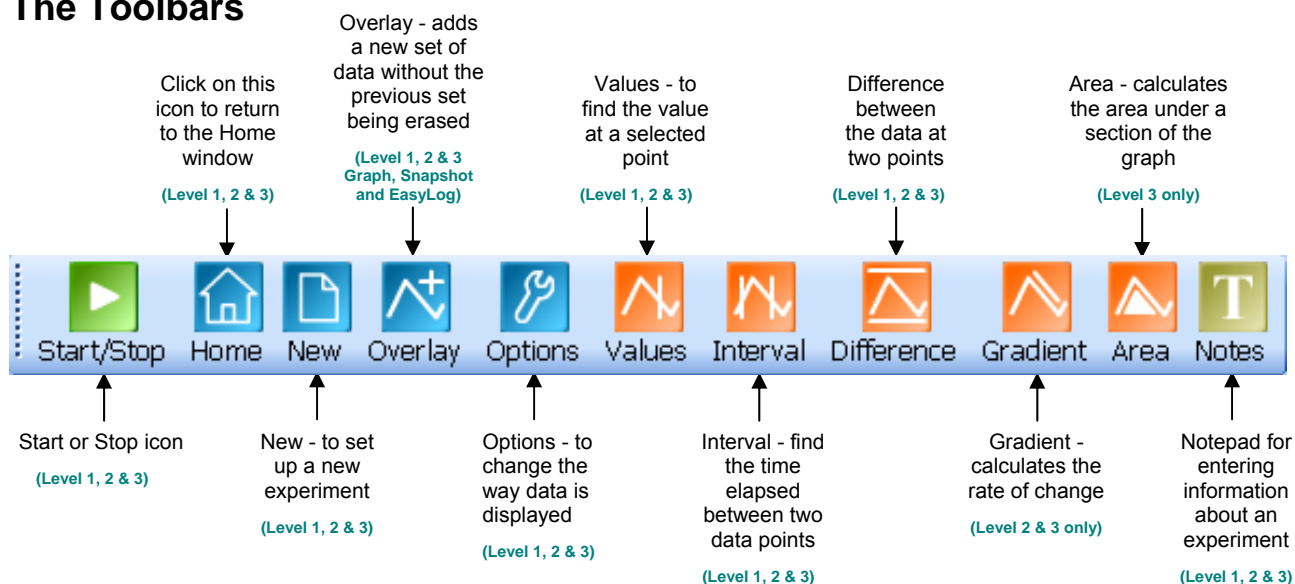 The Toolbars
Overlay - adds
a new set of
data without the
previous set
being erased
(Level 1, 2 & 3
Graph, Snapshot
and EasyLog)
Click on this
icon to return
to the Home
window
(Level 1, 2 & 3)
Values - to
find the value
at a selected
point
(Level 1, 2 & 3)
Difference
between
the data at
two points
(Level 1, 2 & 3)
Area - calculates
the area under a
section of the
graph
(Level 3 only)
T
Start/Stop Home New Overlay Options Values Interval Difference Gradient Area Notes
Start or Stop icon
(Level 1, 2 & 3)
New - to set
up a new
experiment
(Level 1, 2 & 3)
Options - to
change the
way data is
displayed
(Level 1, 2 & 3)
Interval - find
the time
elapsed
between two
data points
(Level 1, 2 & 3)
Gradient -
calculates the
rate of change
(Level 2 & 3 only)
Notepad for
entering
information
about an
experiment
(Level 1, 2 & 3)